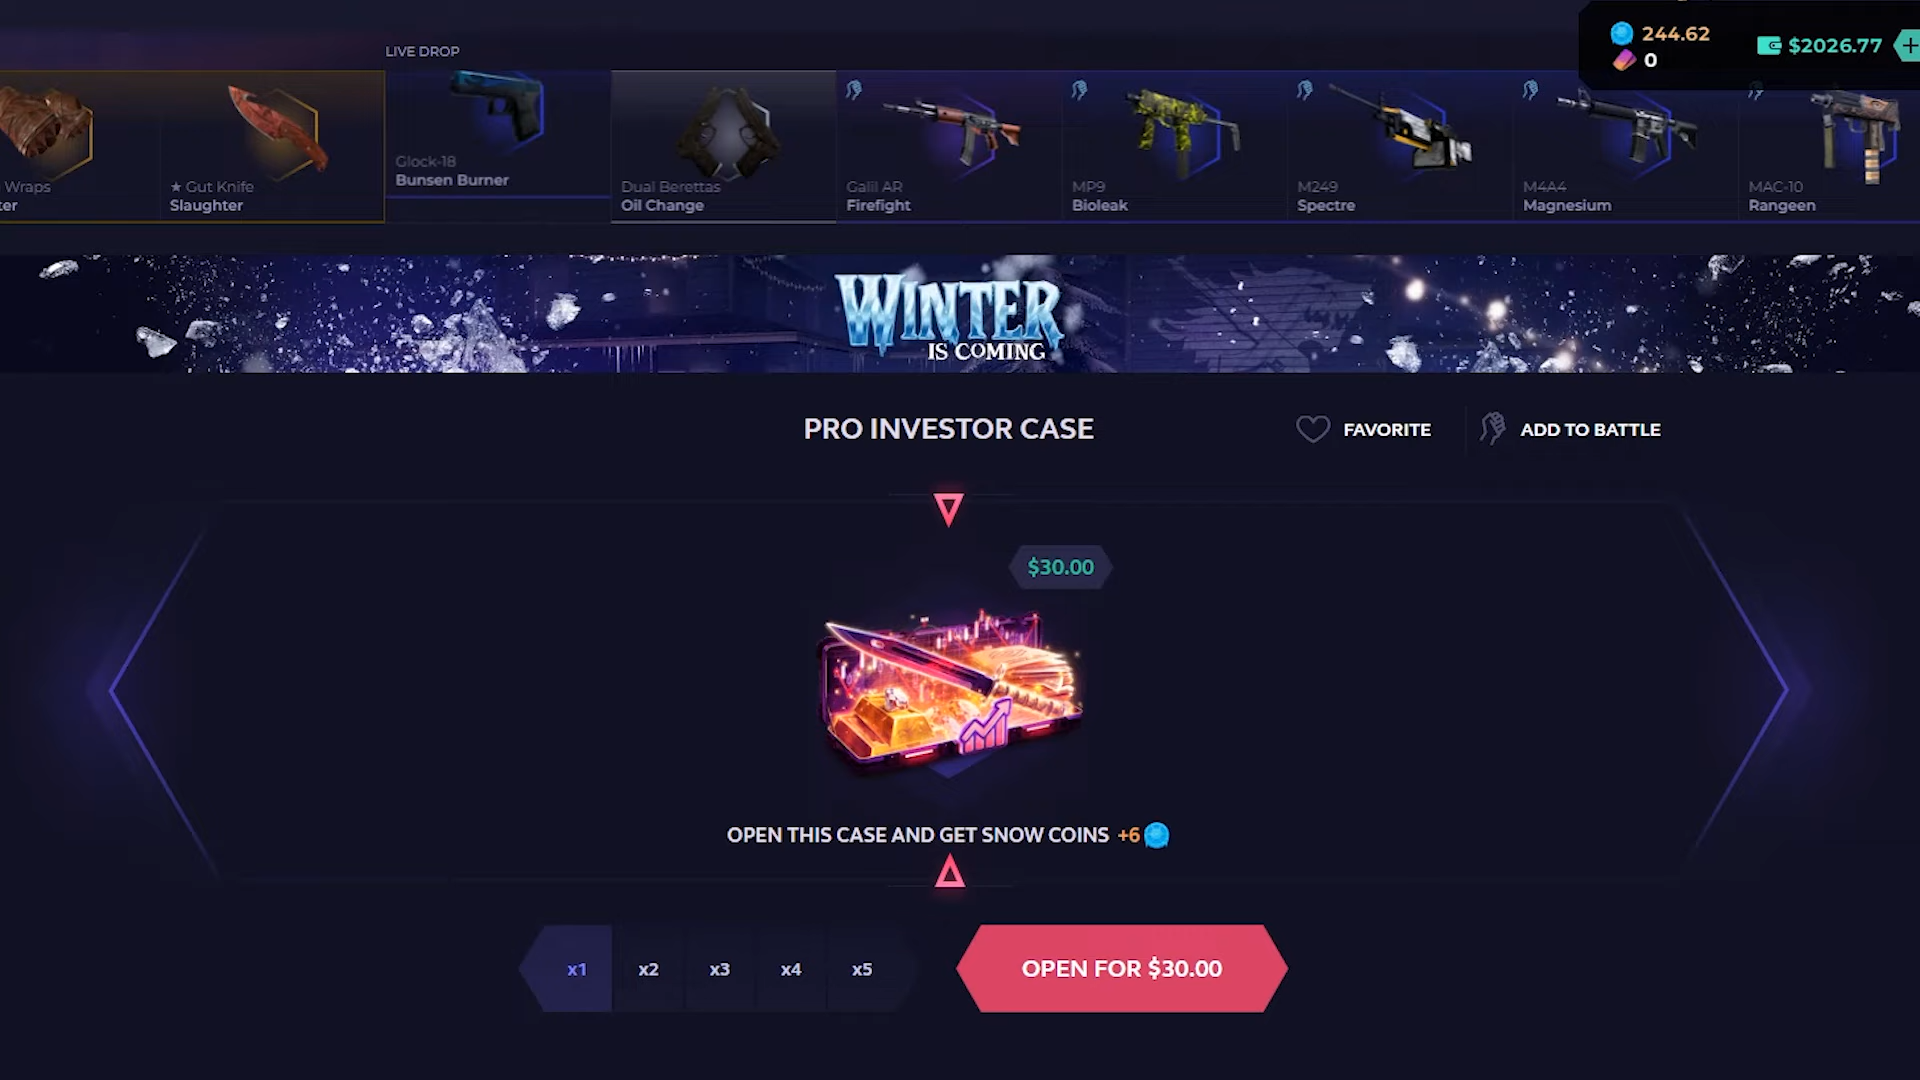 244.62
0
$2026.77
LIVE DROP
Wraps
ter
★ Gut Knife
Slaughter
Glock-18
Bunsen Burner
Dual Berettas
Oil Change
Galil AR
Firefight
MP9
Bioleak
M249
Spectre
M4A4
Magnesium
MAC-10
Rangeen
WINTER
IS COMING
PRO INVESTOR CASE
FAVORITE
ADD TO BATTLE
$30.00
OPEN THIS CASE AND GET SNOW COINS +6
x1
x2
x3
x4
x5
OPEN FOR $30.00